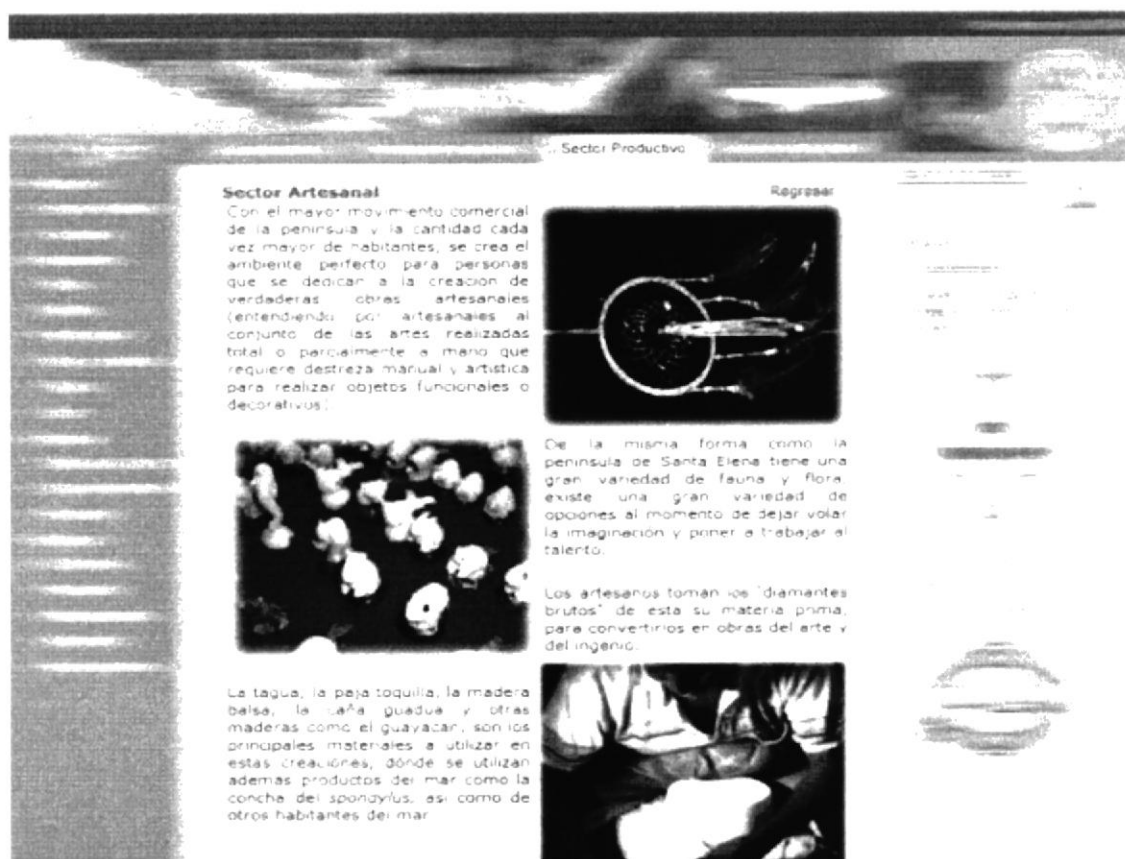 .. Sector Productivo
Sector Artesanal
Regresar
Con el mayor movimiento comercial
de la peninsula y la cantidad cada
vez mayor de habitantes, se crea el
ambiente perfecto para personas
que se dedican a la creacion de
verdaderas obras artesanales
(entendiendo por artesanales al
conjunto de las artes realizadas
total o parcialmente a mano que
requiere destreza manual y artistica
para realizar objetos funcionales o
decorativos)
De la misma forma como la
peninsula de Santa Elena tiene una
gran variedad de fauna y flora,
existe una gran variedad de
opciones al momento de dejar volar
la imaginación y poner a trabajar al
talento.
Los artesanos toman los "diamantes
brutos" de esta su materia prima,
para convertirlos en obras del arte y
del ingenio.
La tagua, la paja toquilla, la madera
balsa, la caña guadua y otras
maderas como el guayacan, son los
principales materiales a utilizar en
estas creaciones, donde se utilizan
ademas productos del mar como la
concha del spondylus, asi como de
otros habitantes del mar